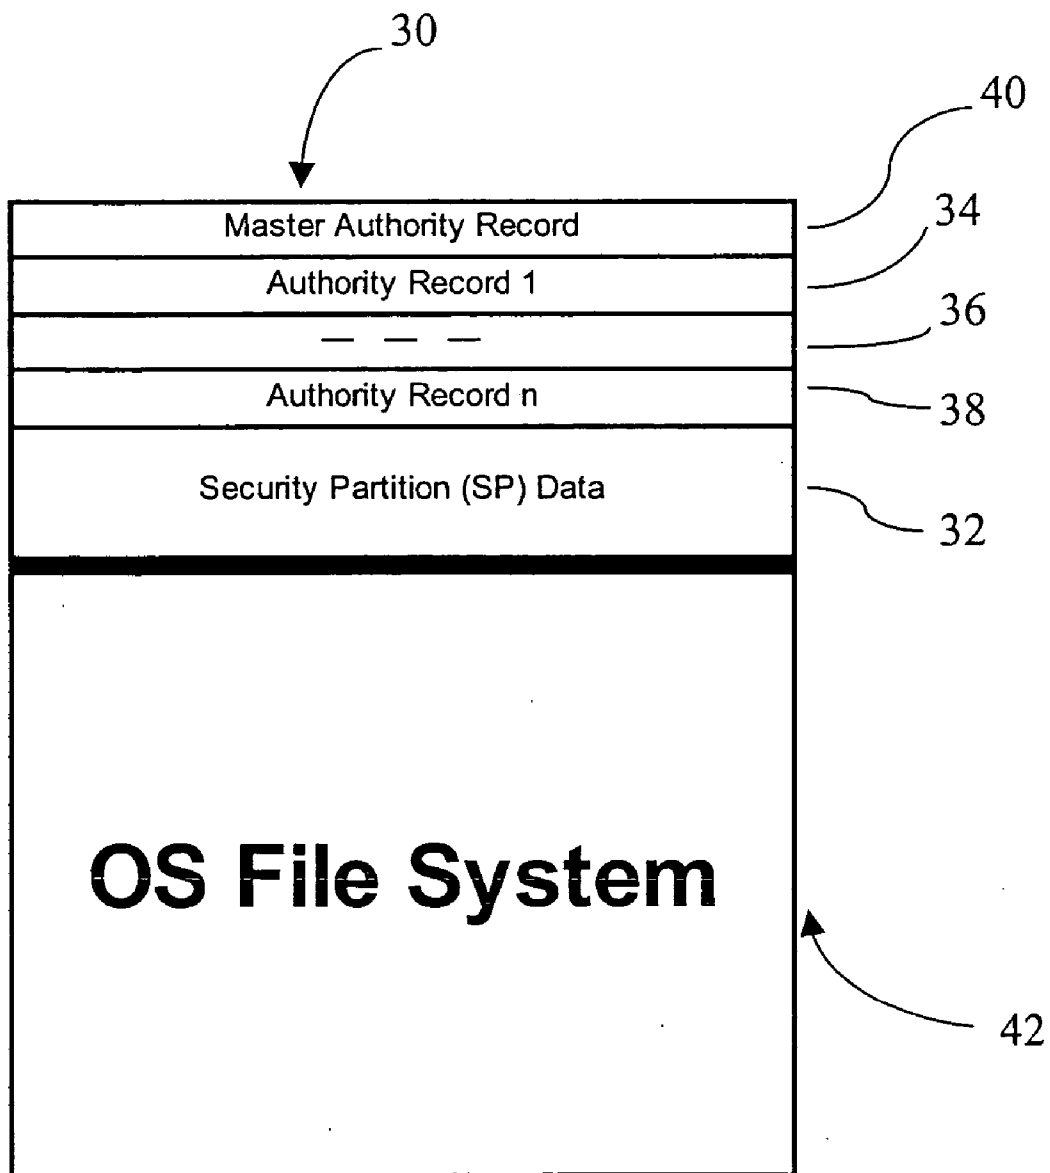 30
40
Master Authority Record
34
Authority Record 1
36
— — —
Authority Record n
38
Security Partition (SP) Data
32
OS File System
42